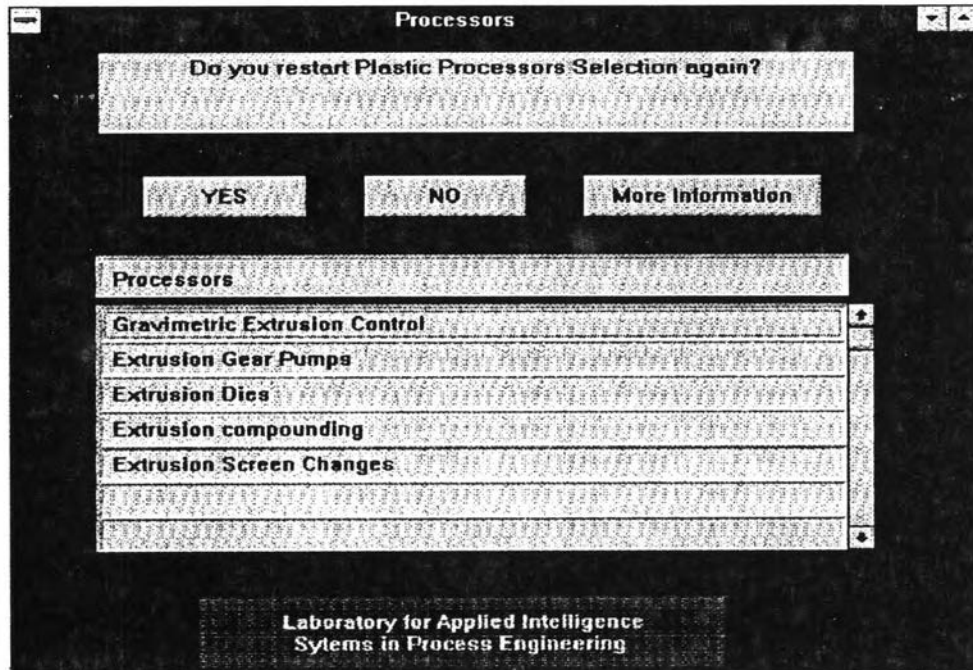 Processors
Do you restart Plastic Processors Selection again?
YES
NO
More Information
Processors
Gravimetric Extrusion Control
Extrusion Gear Pumps
Extrusion Dies
Extrusion compounding
Extrusion Screen Changes
Laboratory for Applied Intelligence
Sytems in Process Engineering